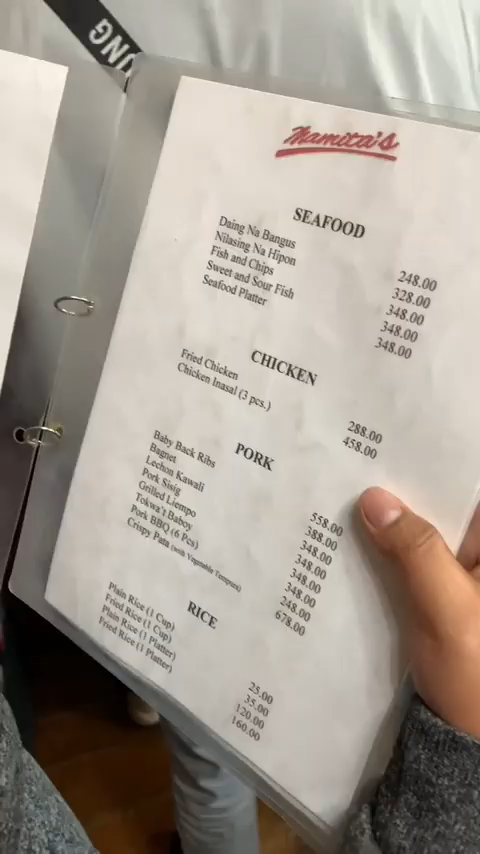 UNG
Mamita's
SEAFOOD
Daing Na Bangus 248.00
Nilasing Na Hipon 328.00
Fish and Chips 348.00
Sweet and Sour Fish 348.00
Seafood Platter 348.00
CHICKEN
Fried Chicken 288.00
Chicken Inasal (3 pcs.) 458.00
PORK
Baby Back Ribs 558.00
Bagnet 388.00
Lechon Kawali 348.00
Pork Sisig 348.00
Grilled Liempo 348.00
Tokwa't Baboy 348.00
Pork BBQ (6 Pcs) 248.00
Crispy Pata (with Vegetable Tempura) 678.00
RICE
Plain Rice (1 Cup) 25.00
Fried Rice (1 Cup) 35.00
Plain Rice (1 Platter) 120.00
Fried Rice (1 Platter) 160.00